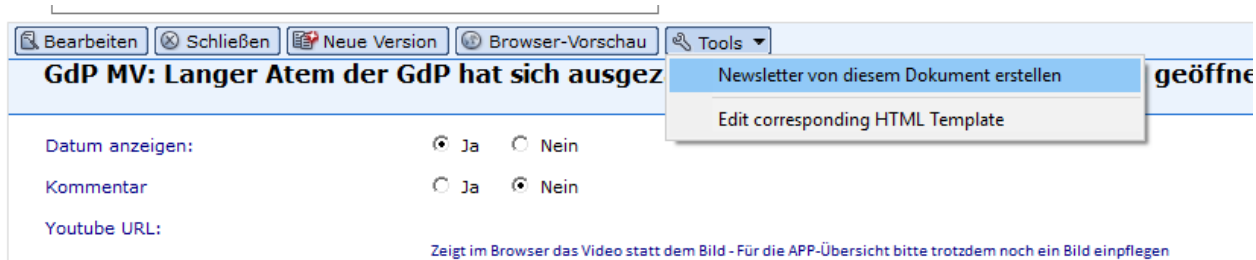 Bearbeiten Schließen Neue Version Browser-Vorschau Tools
GdP MV: Langer Atem der GdP hat sich ausgez
geöffne
Newsletter von diesem Dokument erstellen
Edit corresponding HTML Template
Datum anzeigen: Ja Nein
Kommentar Ja Nein
Youtube URL:
Zeigt im Browser das Video statt dem Bild - Für die APP-Übersicht bitte trotzdem noch ein Bild einpflegen